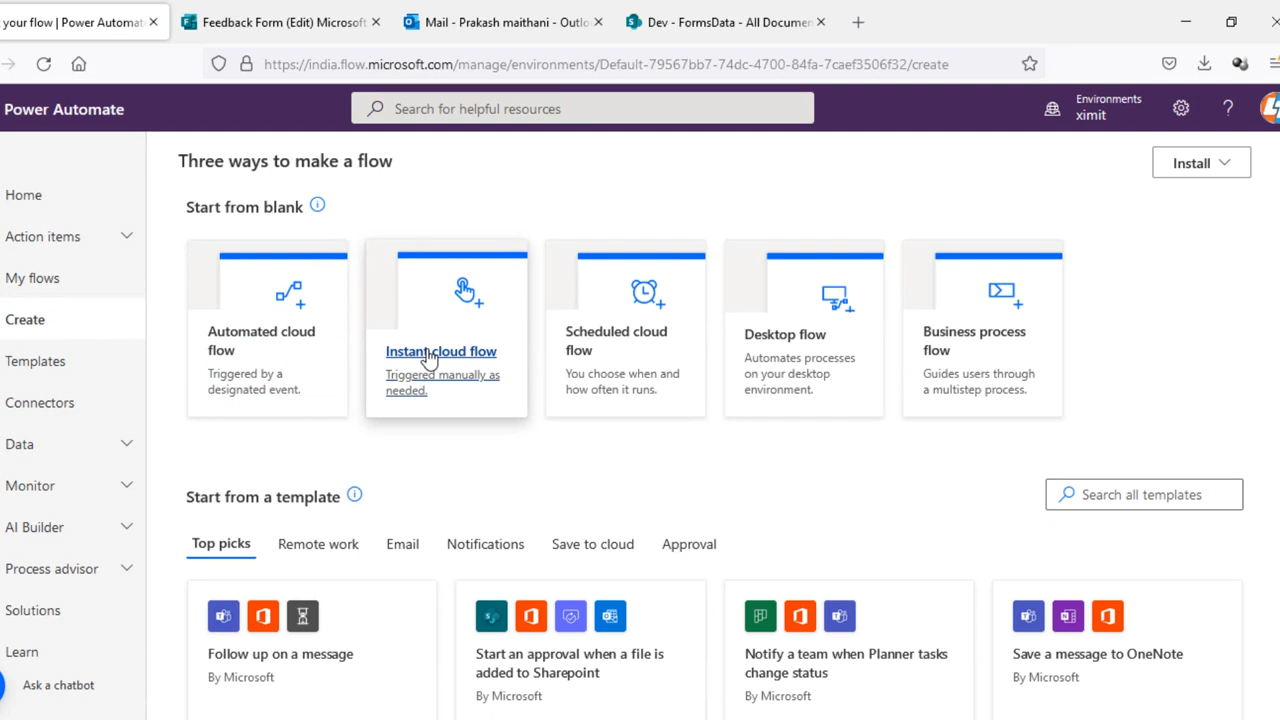 your flow | Power Automate
Feedback Form (Edit) Microsoft
Mail - Prakash maithani - Outlo
Dev - FormsData - All Documen
https://india.flow.microsoft.com/manage/environments/Default-79567bb7-74dc-4700-84fa-7caef3506f32/create
Power Automate
Search for helpful resources
Environments
ximit
Three ways to make a flow
Install
Home
Action items
My flows
Create
Templates
Connectors
Data
Monitor
AI Builder
Process advisor
Solutions
Learn
Ask a chatbot
Start from blank
Automated cloud
flow
Triggered by a
designated event.
Instant cloud flow
Triggered manually as
needed.
Scheduled cloud
flow
You choose when and
how often it runs.
Desktop flow
Automates processes
on your desktop
environment.
Business process
flow
Guides users through
a multistep process.
Start from a template
Search all templates
Top picks
Remote work
Email
Notifications
Save to cloud
Approval
Follow up on a message
By Microsoft
Start an approval when a file is
added to Sharepoint
By Microsoft
Notify a team when Planner tasks
change status
By Microsoft
Save a message to OneNote
By Microsoft